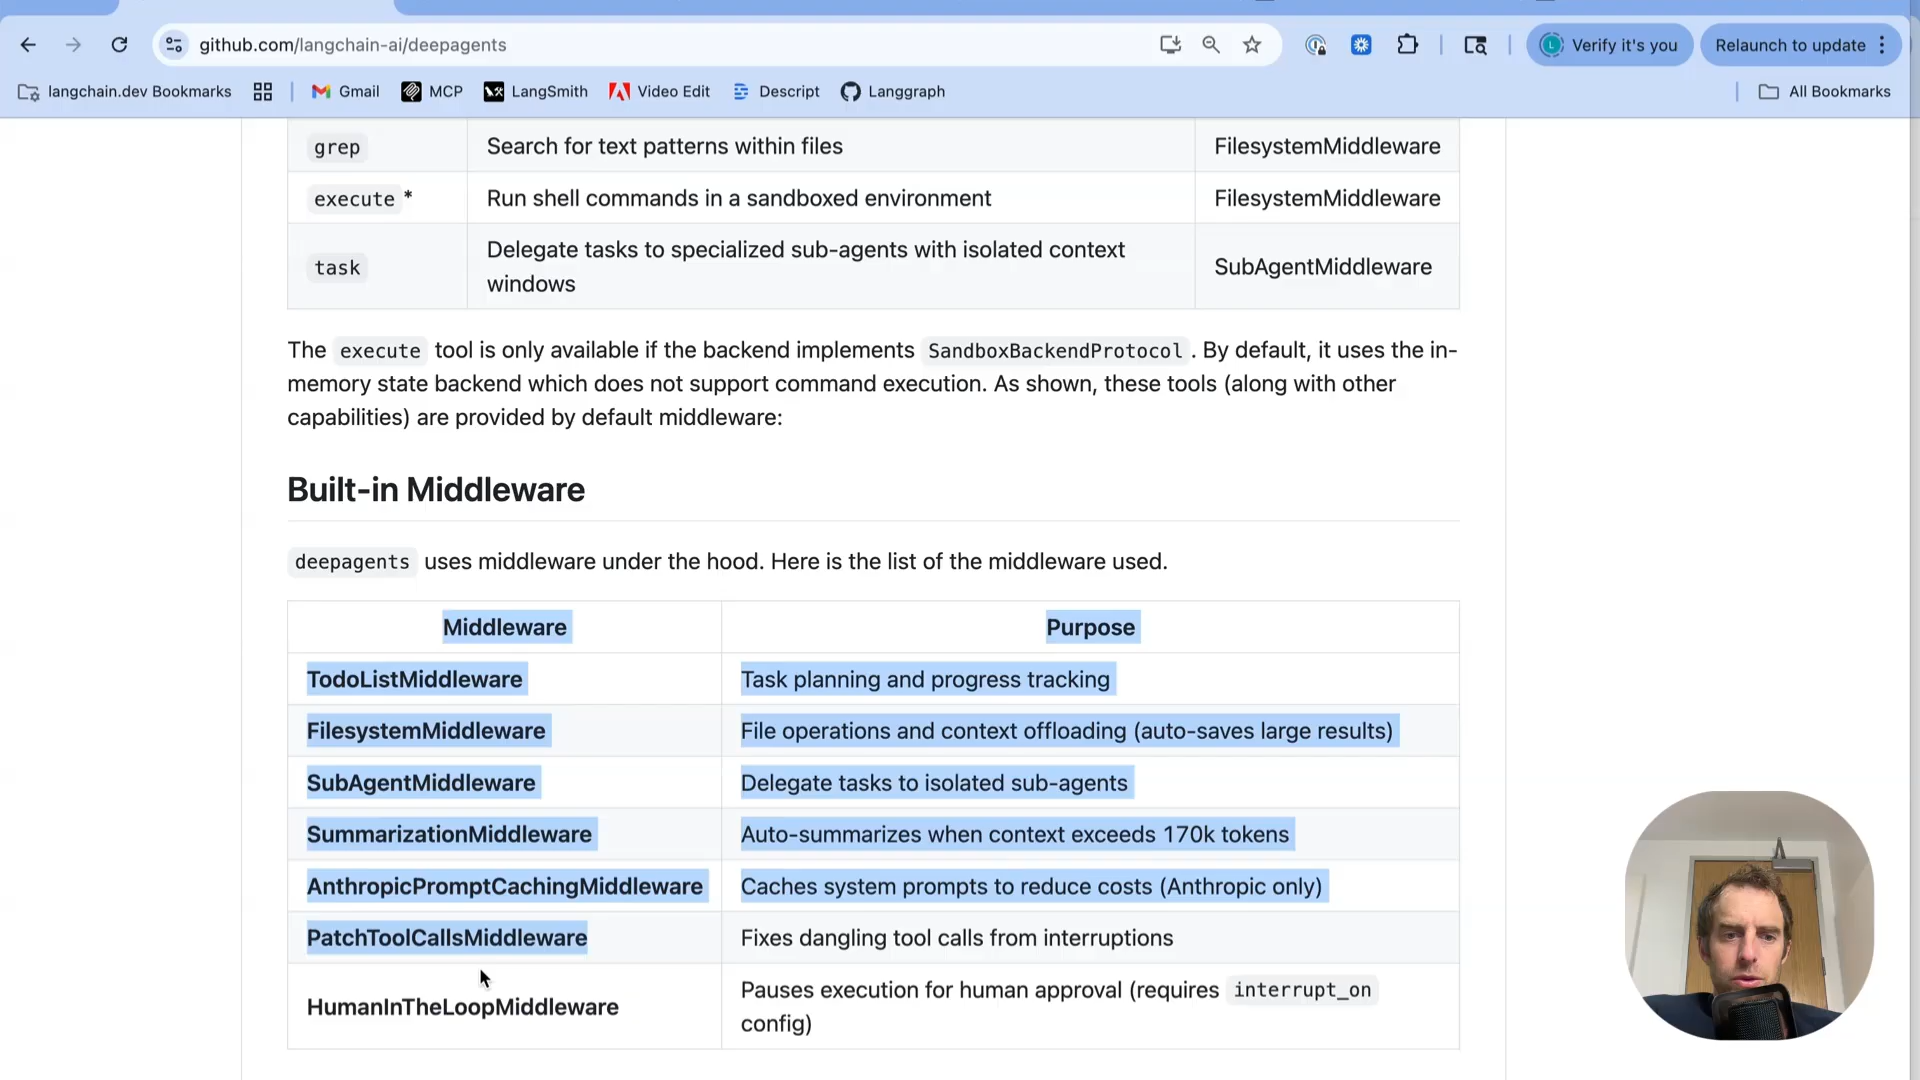 github.com/langchain-ai/deepagents
Verify it's you
Relaunch to update
langchain.dev Bookmarks
Gmail
MCP
LangSmith
Video Edit
Descript
Langgraph
All Bookmarks
grep Search for text patterns within files FilesystemMiddleware
execute * Run shell commands in a sandboxed environment FilesystemMiddleware
task Delegate tasks to specialized sub-agents with isolated context
windows SubAgentMiddleware
The execute tool is only available if the backend implements SandboxBackendProtocol . By default, it uses the in-
memory state backend which does not support command execution. As shown, these tools (along with other
capabilities) are provided by default middleware:
Built-in Middleware
deepagents uses middleware under the hood. Here is the list of the middleware used.
Middleware Purpose
TodoListMiddleware Task planning and progress tracking
FilesystemMiddleware File operations and context offloading (auto-saves large results)
SubAgentMiddleware Delegate tasks to isolated sub-agents
SummarizationMiddleware Auto-summarizes when context exceeds 170k tokens
AnthropicPromptCachingMiddleware Caches system prompts to reduce costs (Anthropic only)
PatchToolCallsMiddleware Fixes dangling tool calls from interruptions
HumanInTheLoopMiddleware Pauses execution for human approval (requires interrupt_on
config)